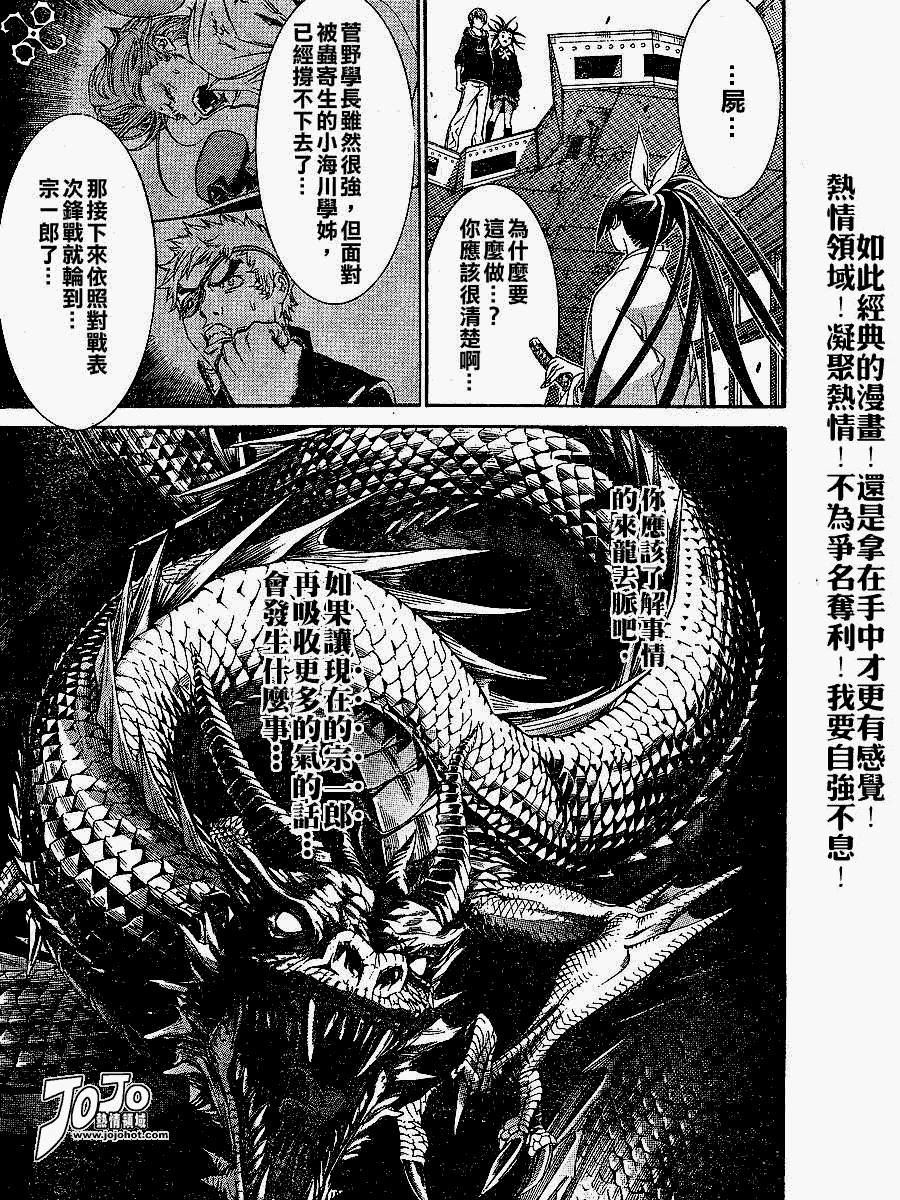 …屍…
為什麼要
這麼做…?
你應該很清楚啊…
菅野學長雖然很強，但面對
被蟲寄生的小海川學姊，
已經撐不下去了…
那接下來依照對戰表
次鋒戰就輪到
宗一郎了…
你應該了解事情
的來龍去脈吧．
如果讓現在的宗一郎，
再吸收更多的氣的話…
會發生什麼事…
如此經典的漫畫！還是拿在手中才更有感覺！
熱情領域！凝聚熱情！不為爭名奪利！我要自強不息！
JOJO
熱情領域
www.jojohot.com